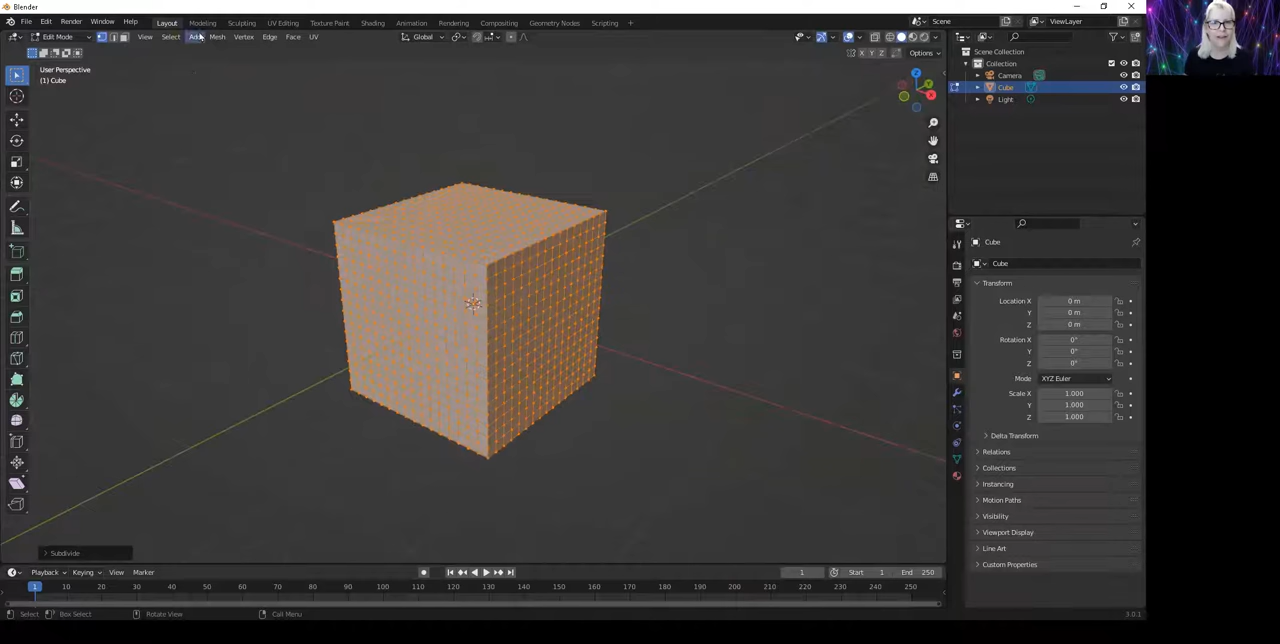 Blender
File Edit Render Window Help Layout Modeling Sculpting UV Editing Texture Paint Shading Animation Rendering Compositing Geometry Nodes Scripting + Scene ViewLayer
Edit Mode View Select Add Mesh Vertex Edge Face UV Global
X Y Z Options
User Perspective
(1) Cube
Z
Y
X
Subdivide
Scene Collection
Collection
Camera
Cube
Light
Cube
Cube
Transform
Location X 0 m
Y 0 m
Z 0 m
Rotation X 0°
Y 0°
Z 0°
Mode XYZ Euler
Scale X 1.000
Y 1.000
Z 1.000
Delta Transform
Relations
Collections
Instancing
Motion Paths
Visibility
Viewport Display
Line Art
Custom Properties
Playback Keying View Marker 1 Start 1 End 250
1 10 20 30 40 50 60 70 80 90 100 110 120 130 140 150 160 170 180 190 200 210 220 230 240 250
Select Box Select Rotate View Call Menu 3.0.1